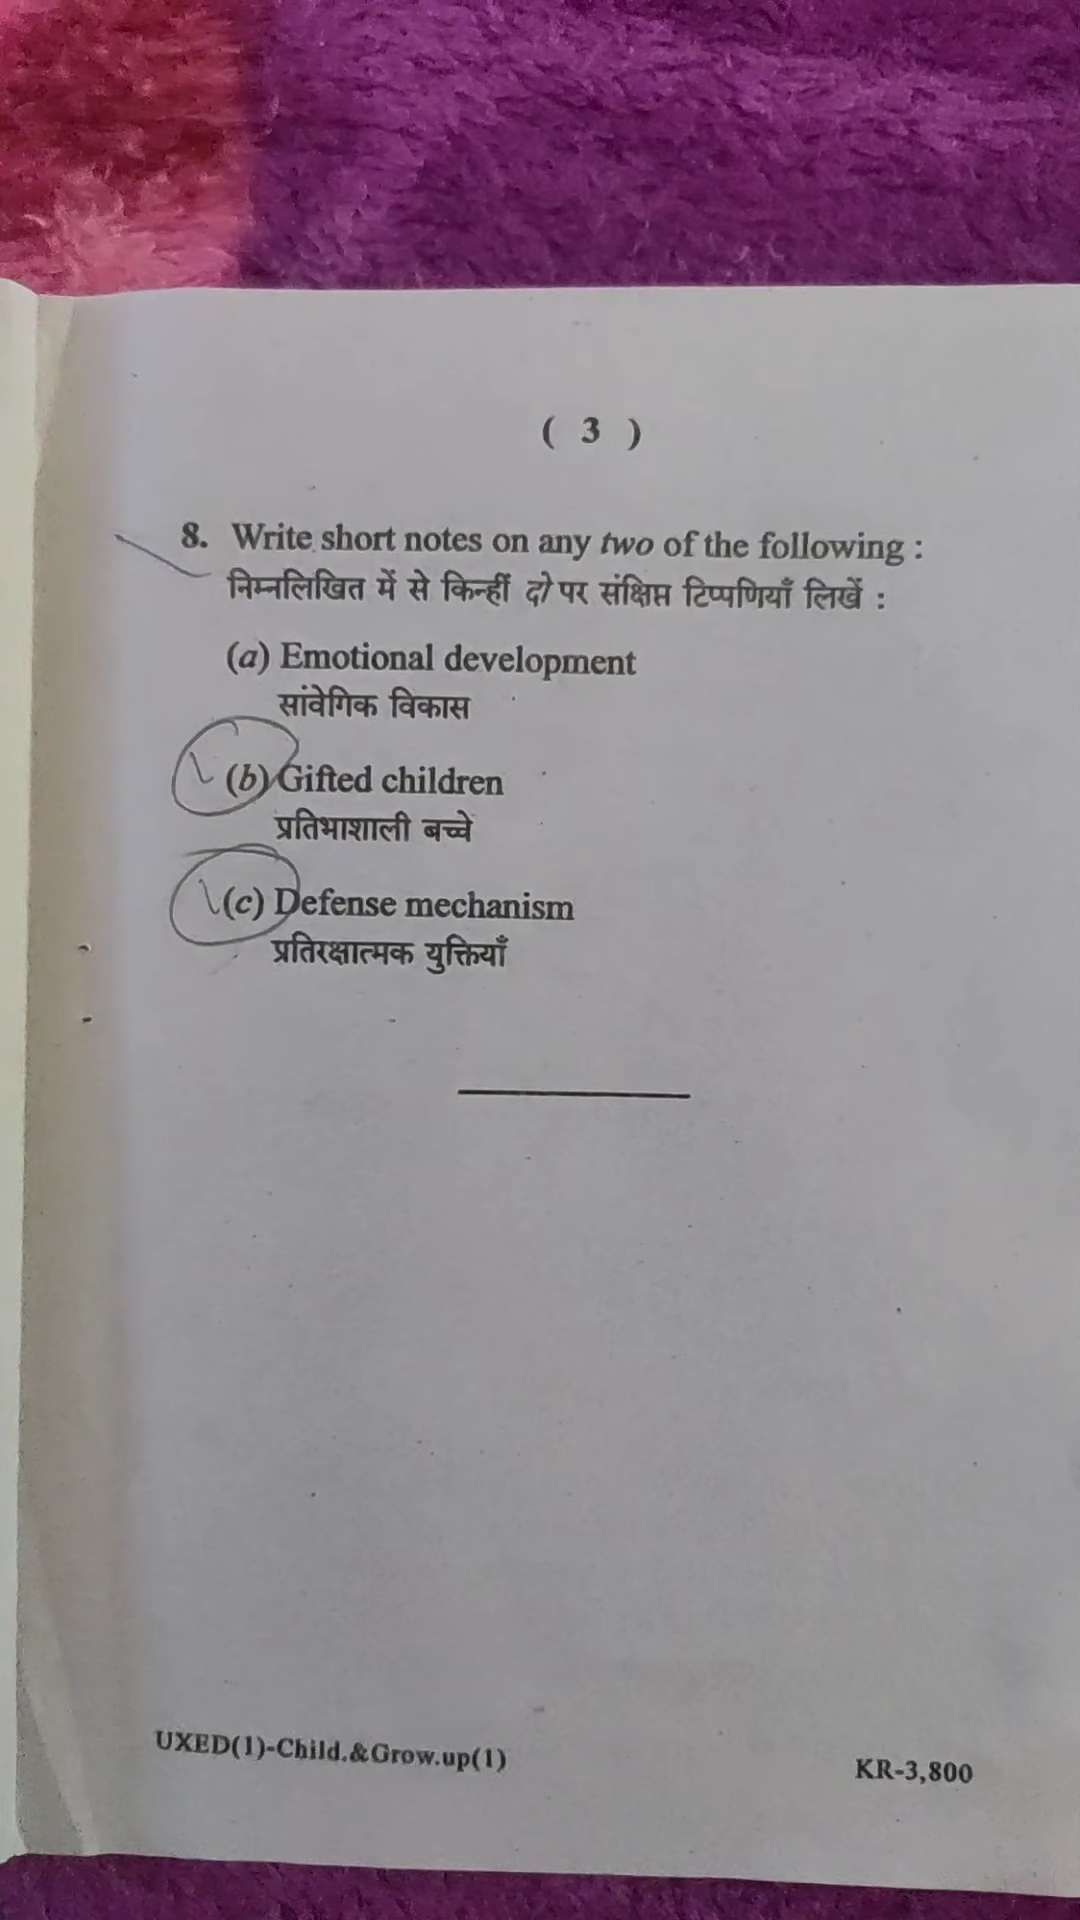 ( 3 )
8. Write short notes on any two of the following :
निम्नलिखित में से किन्हीं दो पर संक्षिप्त टिप्पणियाँ लिखें :
(a) Emotional development
सांवेगिक विकास
(b) Gifted children
प्रतिभाशाली बच्चे
(c) Defense mechanism
प्रतिरक्षात्मक युक्तियाँ
UXED(1)-Child.&Grow.up(1)
KR-3,800